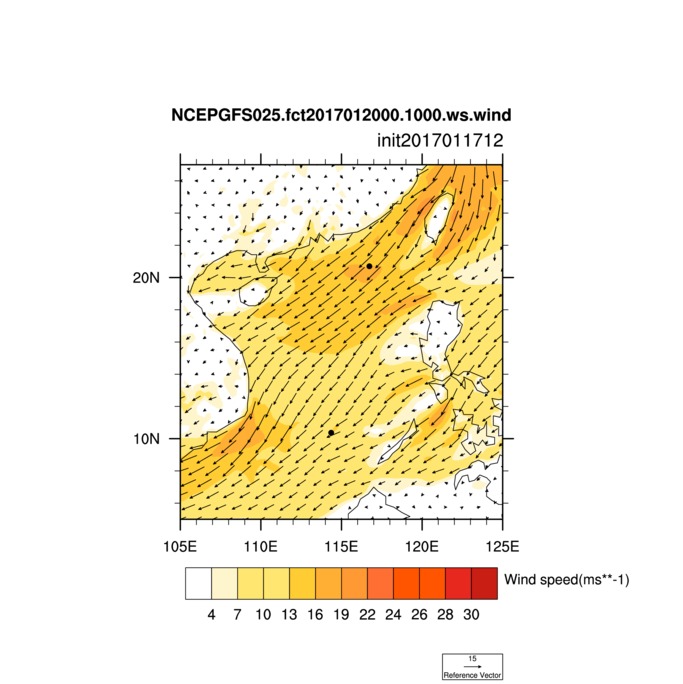 NCEPGFS025.fct2017012000.1000.ws.wind
init2017011712
20N
10N
105E 110E 115E 120E 125E
Wind speed(ms**-1)
4 7 10 13 16 19 22 24 26 28 30
15
Reference Vector